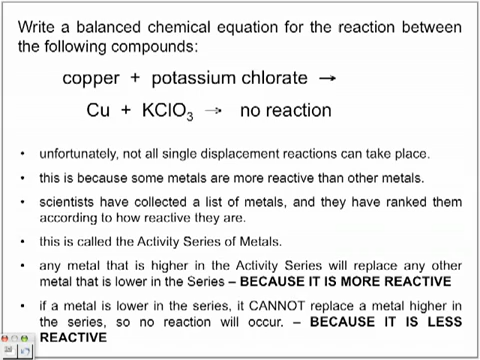 Write a balanced chemical equation for the reaction between
the following compounds:
copper + potassium chlorate →
Cu + KClO₃ → no reaction
• unfortunately, not all single displacement reactions can take place.
• this is because some metals are more reactive than other metals.
• scientists have collected a list of metals, and they have ranked them
according to how reactive they are.
• this is called the Activity Series of Metals.
• any metal that is higher in the Activity Series will replace any other
metal that is lower in the Series – BECAUSE IT IS MORE REACTIVE
• if a metal is lower in the series, it CANNOT replace a metal higher in
the series, so no reaction will occur. – BECAUSE IT IS LESS
REACTIVE